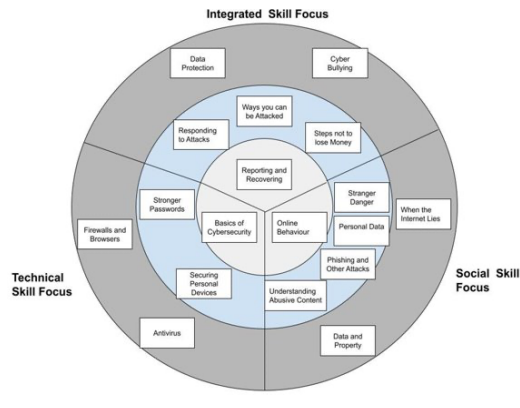 Integrated Skill Focus
Data
Protection
Cyber
Bullying
Ways you can
be Attacked
Responding
to Attacks
Steps not to
lose Money
Reporting and
Recovering
Stronger
Passwords
Stranger
Danger
When the
Internet Lies
Firewalls and
Browsers
Basics of
Cybersecurity
Online
Behaviour
Personal Data
Phishing and
Other Attacks
Technical
Skill Focus
Securing
Personal
Devices
Understanding
Abusive Content
Social Skill
Focus
Antivirus
Data and
Property